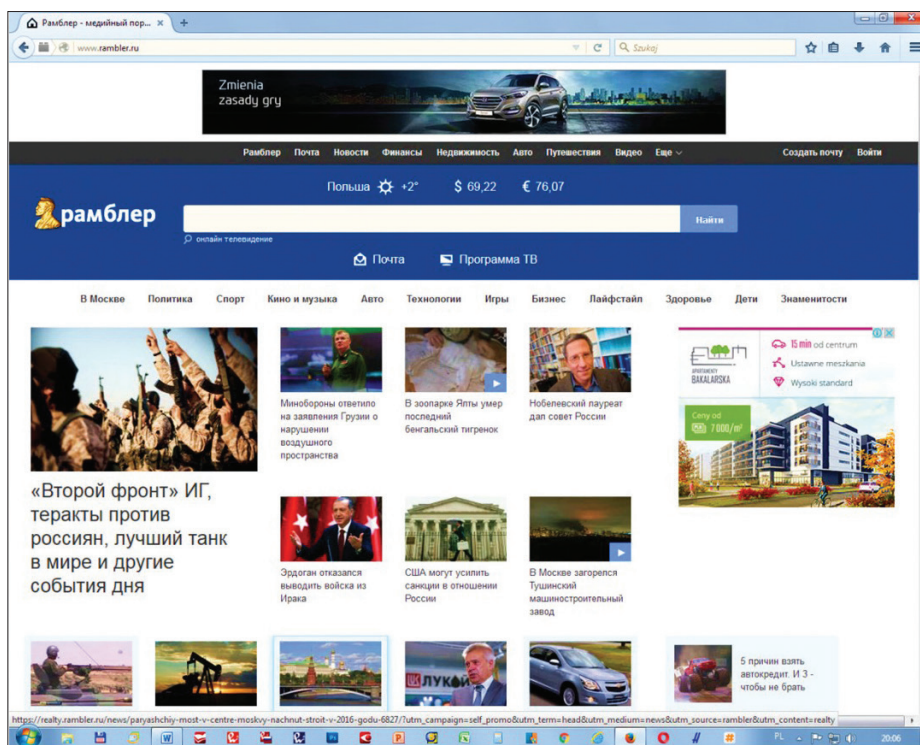 Рамблер - медийный пор...
www.rambler.ru
Szukaj
Zmienia
zasady gry
Рамблер Почта Новости Финансы Недвижимость Авто Путешествия Видео Еще Создать почту Войти
Польша +2° $ 69,22 € 76,07
рамблер
Найти
онлайн телевидение
Почта Программа ТВ
В Москве Политика Спорт Кино и музыка Авто Технологии Игры Бизнес Лайфстайл Здоровье Дети Знаменитости
«Второй фронт» ИГ,
теракты против
россиян, лучший танк
в мире и другие
события дня
Минобороны ответило
на заявления Грузии о
нарушении
воздушного
пространства
В зоопарке Ялты умер
последний
бенгальский тигренок
Нобелевский лауреат
дал совет России
Эрдоган отказался
выводить войска из
Ирака
США могут усилить
санкции в отношении
России
В Москве загорелся
Тушинский
машиностроительный
завод
APARTAMENTY
BAKALARSKA
15 min od centrum
Ustawne mieszkania
Wysoki standard
Ceny od
7000/m²
ЛУКОЙЛ
5 причин взять
автокредит. И 3 -
чтобы не брать
https://realty.rambler.ru/news/paryashchiy-most-v-centre-moskvy-nachnut-stroit-v-2016-godu-6827/?utm_campaign=self_promo&utm_term=head&utm_medium=news&utm_source=rambler&utm_content=realty
PL
20:06